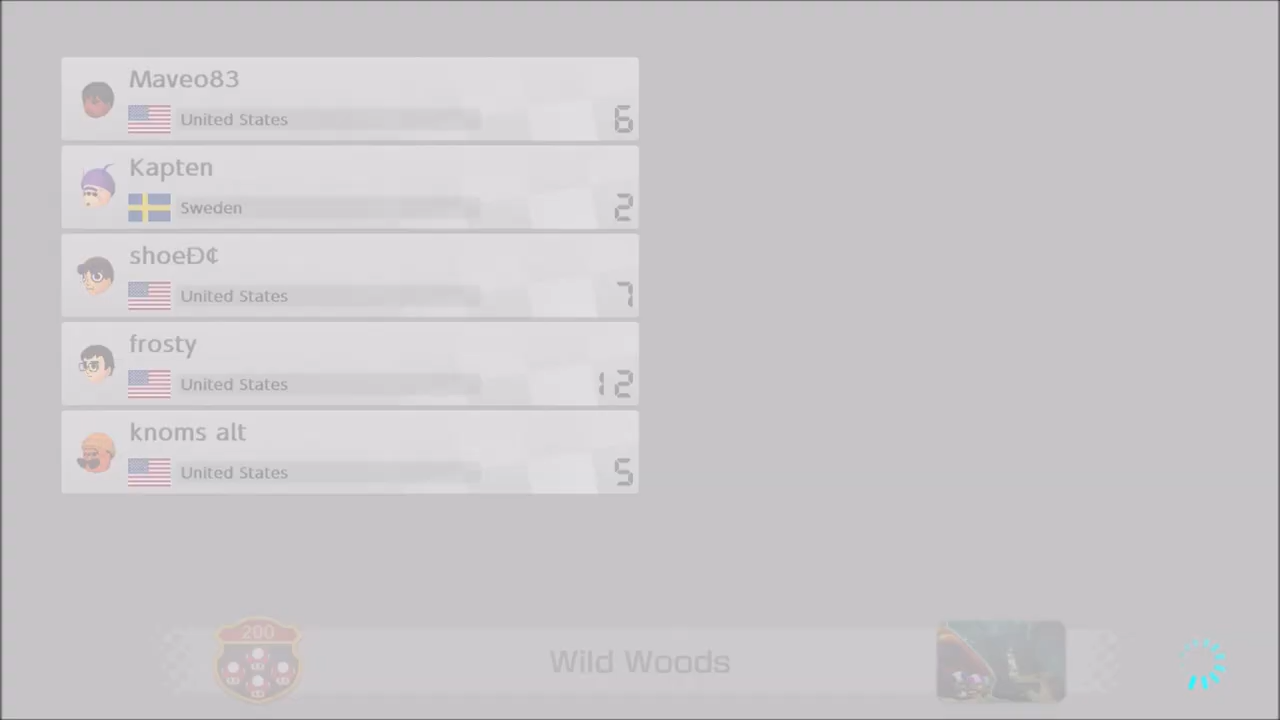 Maveo83
United States
6
Kapten
Sweden
2
shoeĐ¢
United States
7
frosty
United States
12
knoms alt
United States
5
200
Wild Woods